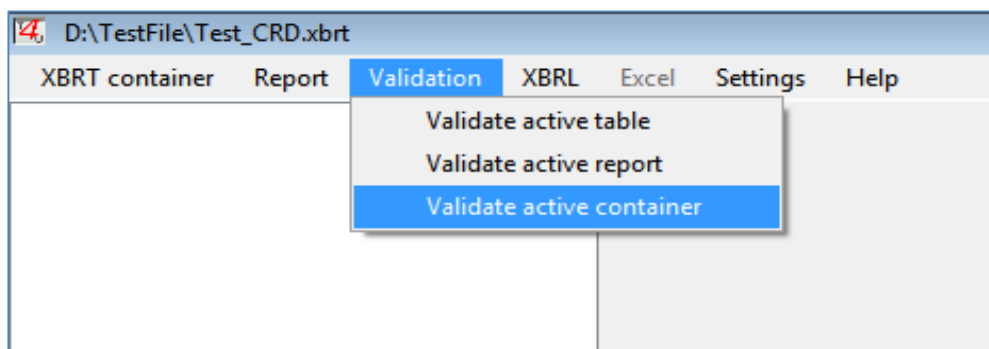 D:\TestFile\Test_CRD.xbrt
XBRT container Report Validation XBRL Excel Settings Help
Validate active table
Validate active report
Validate active container